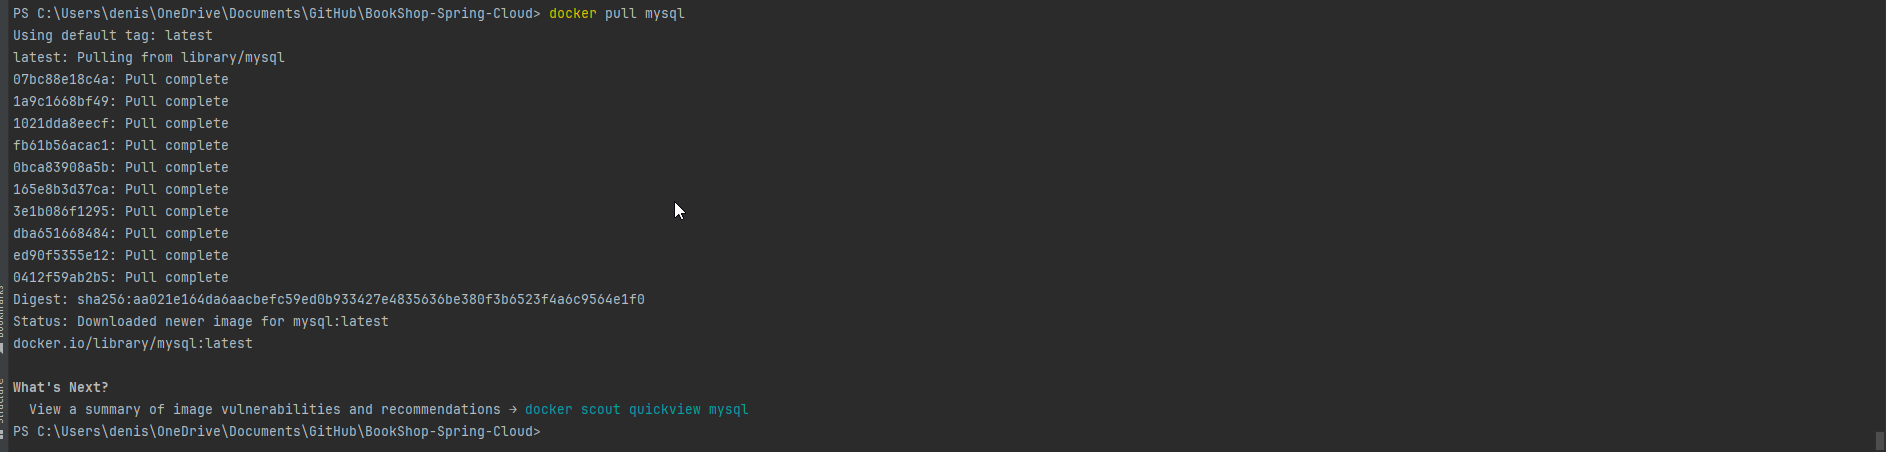 PS C:\Users\denis\OneDrive\Documents\GitHub\BookShop-Spring-Cloud> docker pull mysql
Using default tag: latest
latest: Pulling from library/mysql
07bc88e18c4a: Pull complete
1a9c1668bf49: Pull complete
1021dda8eecf: Pull complete
fb61b56acac1: Pull complete
0bca83908a5b: Pull complete
165e8b3d37ca: Pull complete
3e1b086f1295: Pull complete
dba651668484: Pull complete
ed90f5355e12: Pull complete
0412f59ab2b5: Pull complete
Digest: sha256:aa021e164da6aacbefc59ed0b933427e4835636be380f3b6523f4a6c9564e1f0
Status: Downloaded newer image for mysql:latest
docker.io/library/mysql:latest
What's Next?
View a summary of image vulnerabilities and recommendations → docker scout quickview mysql
PS C:\Users\denis\OneDrive\Documents\GitHub\BookShop-Spring-Cloud>